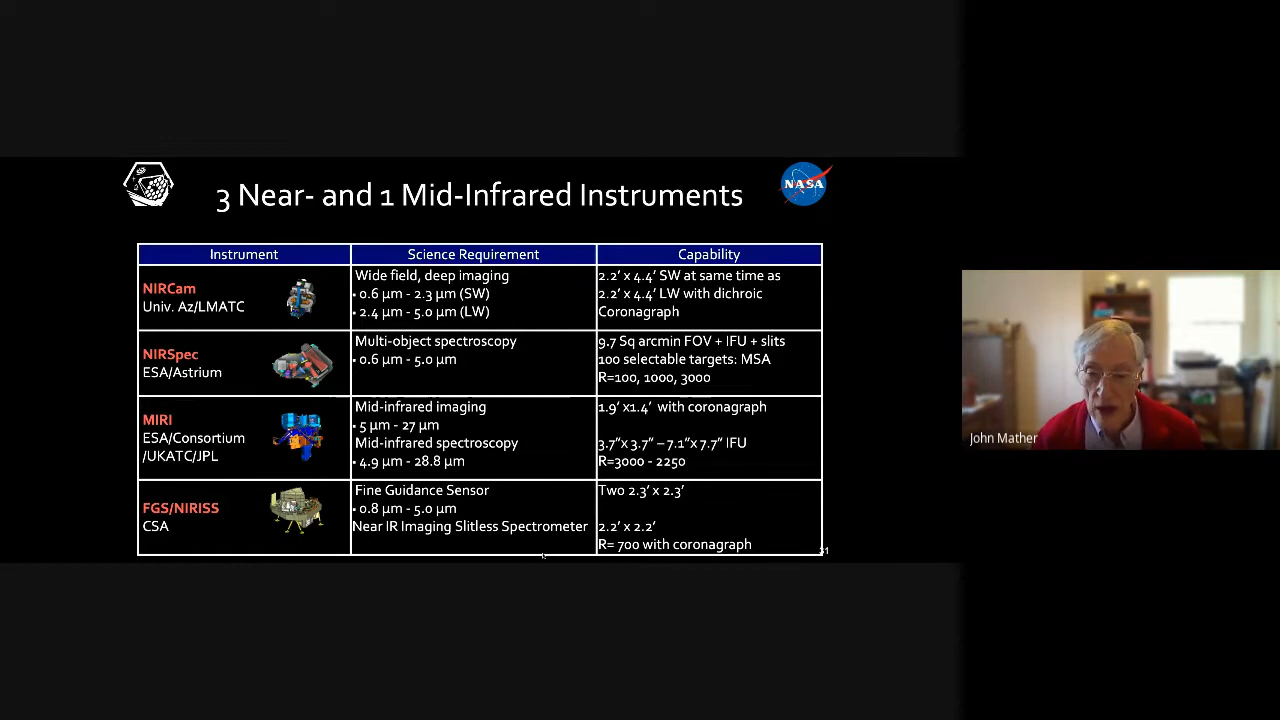 3 Near- and 1 Mid-Infrared Instruments
NASA
Instrument
Science Requirement
Capability
NIRCam
Univ. Az/LMATC
Wide field, deep imaging
• 0.6 µm - 2.3 µm (SW)
• 2.4 µm - 5.0 µm (LW)
2.2’ x 4.4’ SW at same time as
2.2’ x 4.4’ LW with dichroic
Coronagraph
NIRSpec
ESA/Astrium
Multi-object spectroscopy
• 0.6 µm - 5.0 µm
9.7 Sq arcmin FOV + IFU + slits
100 selectable targets: MSA
R=100, 1000, 3000
MIRI
ESA/Consortium
/UKATC/JPL
Mid-infrared imaging
• 5 µm - 27 µm
Mid-infrared spectroscopy
• 4.9 µm - 28.8 µm
1.9’ x1.4’ with coronagraph
3.7”x 3.7” – 7.1”x 7.7” IFU
R=3000 - 2250
FGS/NIRISS
CSA
Fine Guidance Sensor
• 0.8 µm - 5.0 µm
Near IR Imaging Slitless Spectrometer
Two 2.3’ x 2.3’
2.2’ x 2.2’
R= 700 with coronagraph
31
John Mather